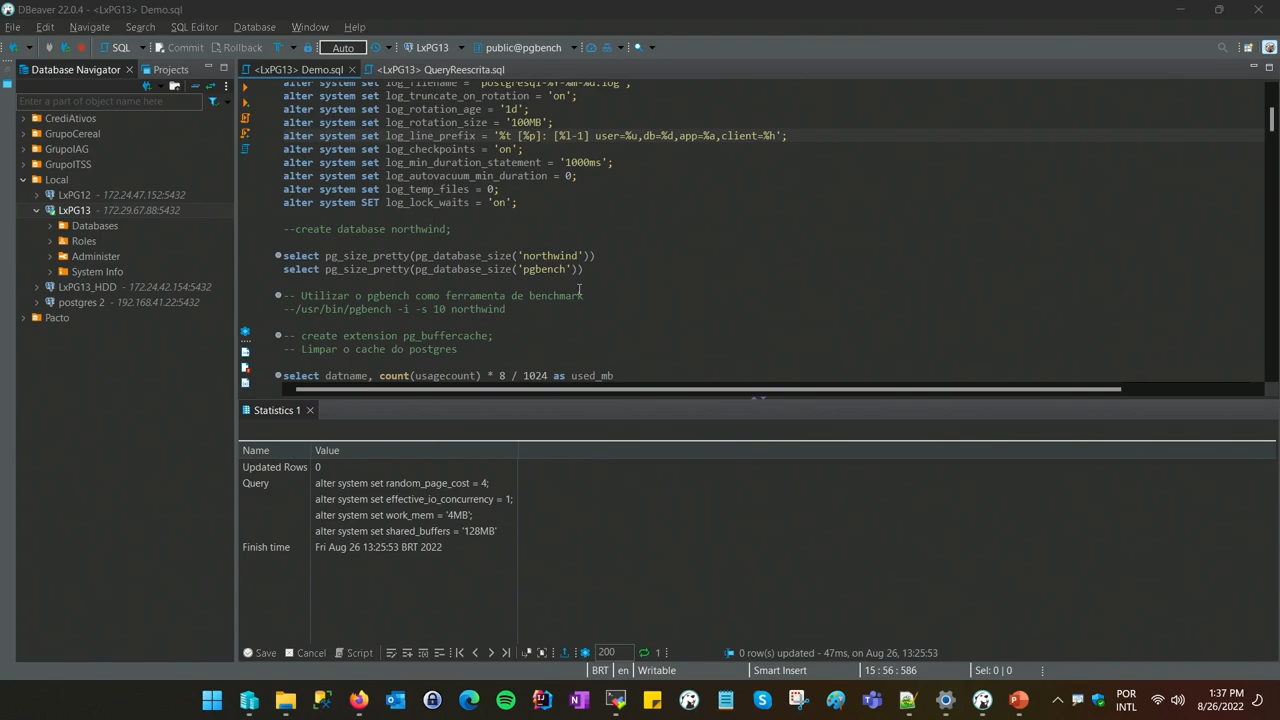 DBeaver 22.0.4 - Demo.sql
File Edit Navigate Search SQL Editor Database Window Help
SQL Commit Rollback Auto LxPG13 public@pgbench
Database Navigator Projects
Enter a part of object name here
CrediAtivos
GrupoCereal
GrupoIAG
GrupoITSS
Local
LxPG12 - 172.24.47.152:5432
LxPG13 - 172.29.67.88:5432
Databases
Roles
Administer
System Info
LxPG13_HDD - 172.24.42.154:5432
postgres 2 - 192.168.41.22:5432
Pacto
<LxPG13> Demo.sql <LxPG13> QueryReescrita.sql
alter system set log_filename = 'postgresql-%Y-%m-%d.log';
alter system set log_truncate_on_rotation = 'on';
alter system set log_rotation_age = '1d';
alter system set log_rotation_size = '100MB';
alter system set log_line_prefix = '%t [%p]: [%l-1] user=%u,db=%d,app=%a,client=%h';
alter system set log_checkpoints = 'on';
alter system set log_min_duration_statement = '1000ms';
alter system set log_autovacuum_min_duration = 0;
alter system set log_temp_files = 0;
alter system SET log_lock_waits = 'on';
--create database northwind;
select pg_size_pretty(pg_database_size('northwind'))
select pg_size_pretty(pg_database_size('pgbench'))
-- Utilizar o pgbench como ferramenta de benchmark
--/usr/bin/pgbench -i -s 10 northwind
-- create extension pg_buffercache;
-- Limpar o cache do postgres
select datname, count(usagecount) * 8 / 1024 as used_mb
Statistics 1
Name Value
Updated Rows 0
Query alter system set random_page_cost = 4;
alter system set effective_io_concurrency = 1;
alter system set work_mem = '4MB';
alter system set shared_buffers = '128MB'
Finish time Fri Aug 26 13:25:53 BRT 2022
Save Cancel Script 200 1 0 row(s) updated - 47ms, on Aug 26, 13:25:53
BRT en Writable Smart Insert 15 : 56 : 586 Sel: 0 | 0
POR
INTL
1:37 PM
8/26/2022